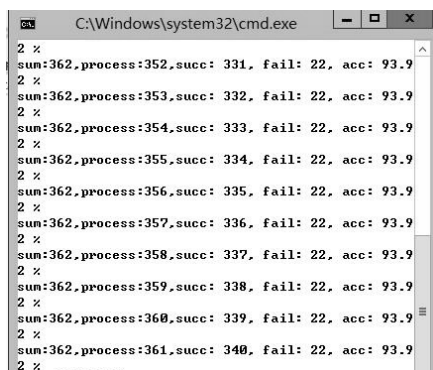 C:\Windows\system32\cmd.exe
2 %
sum:362,process:352,succ: 331, fail: 22, acc: 93.9
2 %
sum:362,process:353,succ: 332, fail: 22, acc: 93.9
2 %
sum:362,process:354,succ: 333, fail: 22, acc: 93.9
2 %
sum:362,process:355,succ: 334, fail: 22, acc: 93.9
2 %
sum:362,process:356,succ: 335, fail: 22, acc: 93.9
2 %
sum:362,process:357,succ: 336, fail: 22, acc: 93.9
2 %
sum:362,process:358,succ: 337, fail: 22, acc: 93.9
2 %
sum:362,process:359,succ: 338, fail: 22, acc: 93.9
2 %
sum:362,process:360,succ: 339, fail: 22, acc: 93.9
2 %
sum:362,process:361,succ: 340, fail: 22, acc: 93.9
2 %